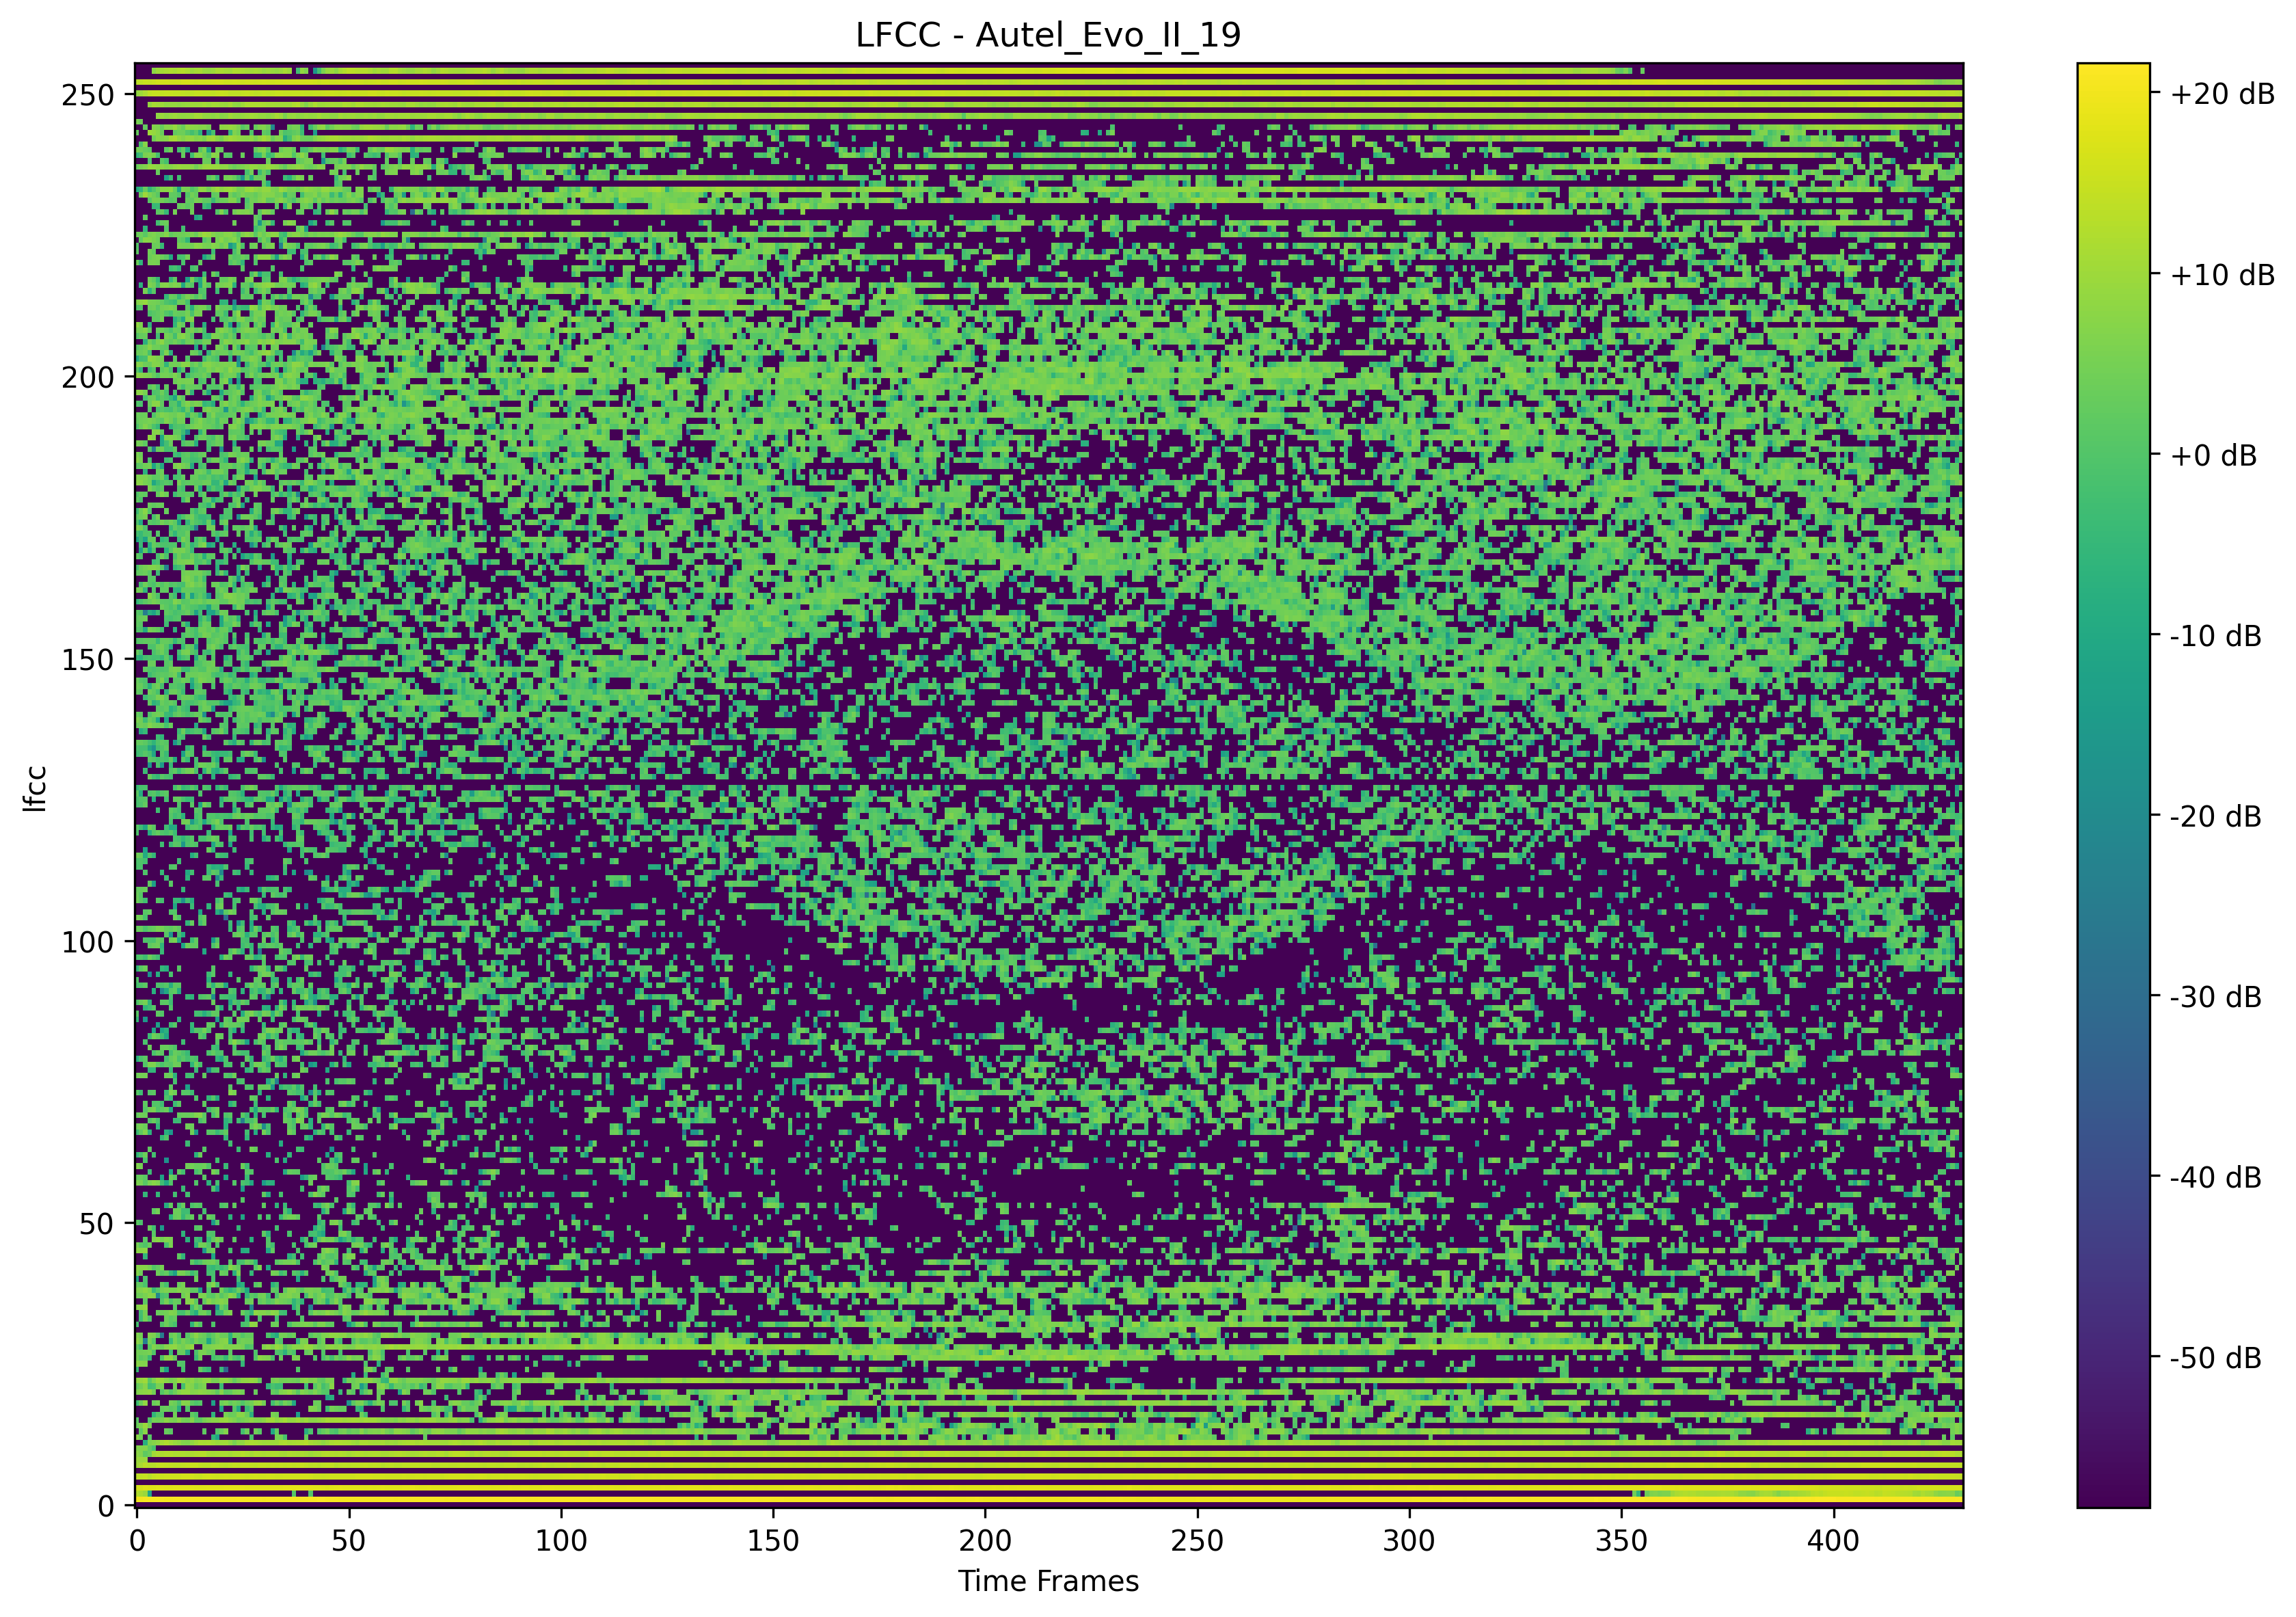 LFCC - Autel_Evo_II_19
250
200
150
100
50
0
lfcc
0 50 100 150 200 250 300 350 400
Time Frames
+20 dB
+10 dB
+0 dB
-10 dB
-20 dB
-30 dB
-40 dB
-50 dB